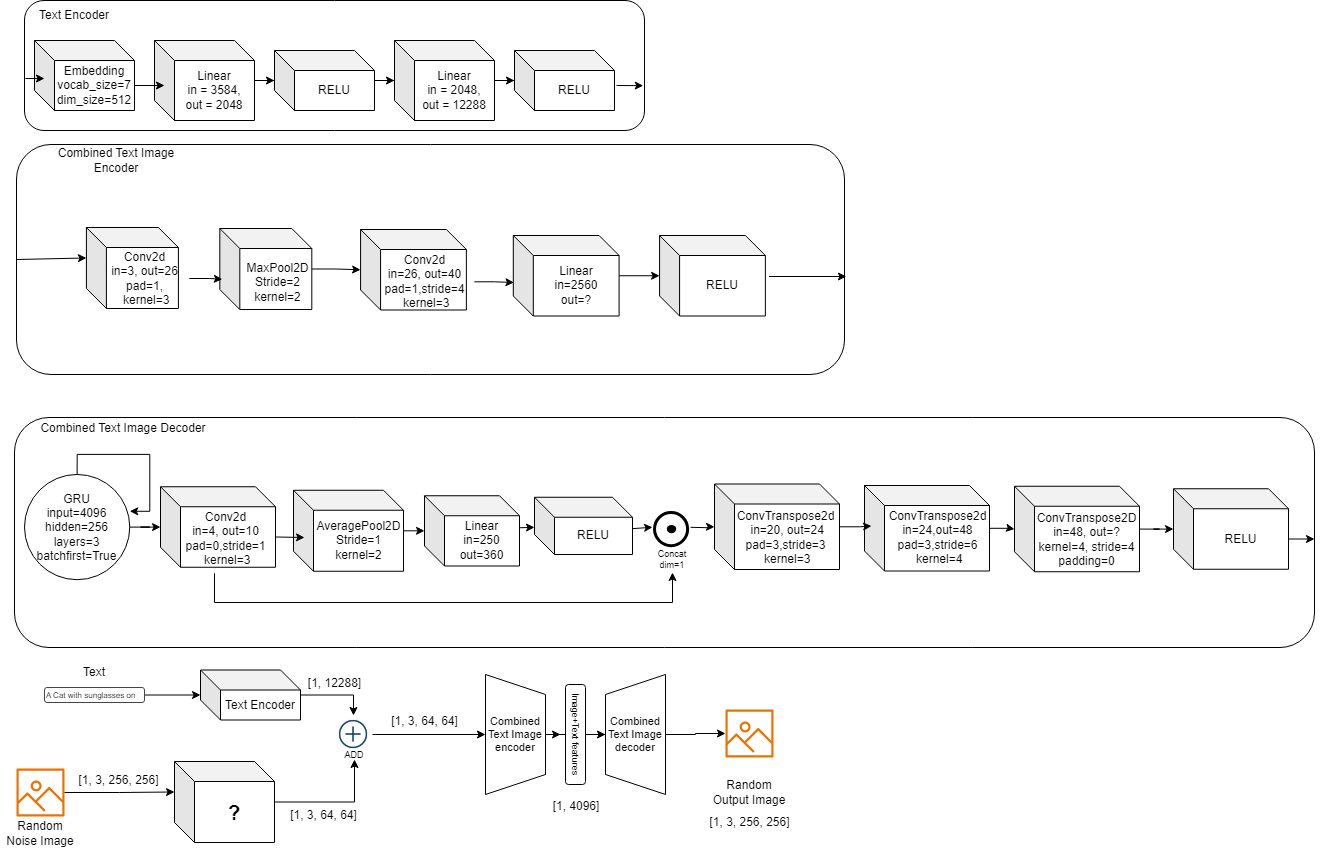 Text Encoder
Embedding
vocab_size=7
dim_size=512
Linear
in = 3584,
out = 2048
RELU
Linear
in = 2048,
out = 12288
RELU
Combined Text Image
Encoder
Conv2d
in=3, out=26
pad=1,
kernel=3
MaxPool2D
Stride=2
kernel=2
Conv2d
in=26, out=40
pad=1,stride=4
kernel=3
Linear
in=2560
out=?
RELU
Combined Text Image Decoder
GRU
input=4096
hidden=256
layers=3
batchfirst=True
Conv2d
in=4, out=10
pad=0,stride=1
kernel=3
AveragePool2D
Stride=1
kernel=2
Linear
in=250
out=360
RELU
Concat
dim=1
ConvTranspose2d
in=20, out=24
pad=3,stride=3
kernel=3
ConvTranspose2d
in=24,out=48
pad=3,stride=6
kernel=4
ConvTranspose2D
in=48, out=?
kernel=4, stride=4
padding=0
RELU
Text
A Cat with sunglasses on
Text Encoder
[1, 12288]
ADD
[1, 3, 64, 64]
Combined
Text Image
encoder
Image+Text features
[1, 4096]
Combined
Text Image
decoder
Random
Output Image
[1, 3, 256, 256]
[1, 3, 256, 256]
?
[1, 3, 64, 64]
Random
Noise Image